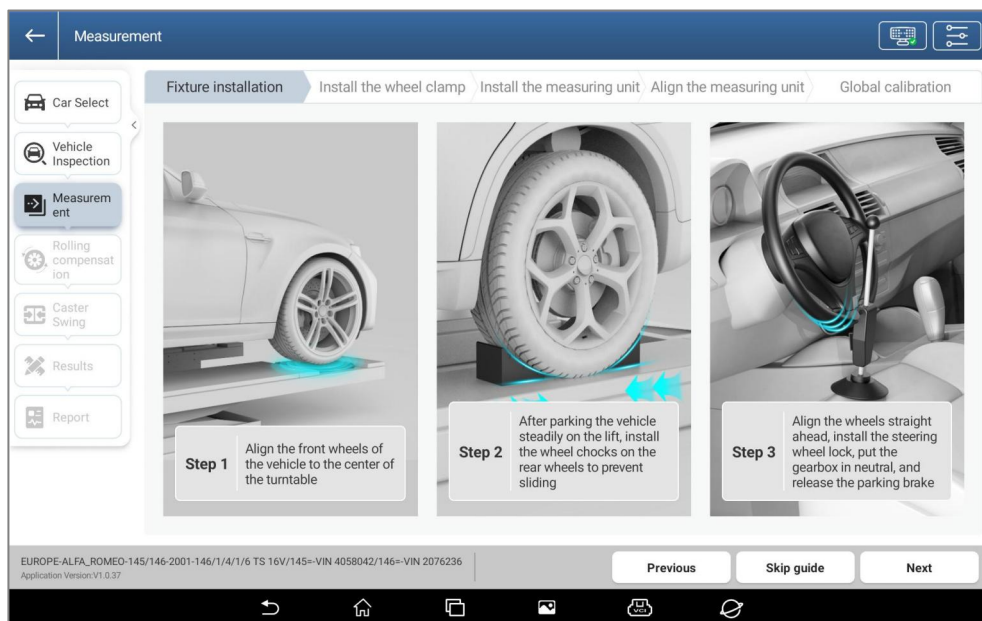 Measurement
Fixture installation
Install the wheel clamp
Install the measuring unit
Align the measuring unit
Global calibration
Car Select
Vehicle
Inspection
Measurem
ent
Rolling
compensat
ion
Caster
Swing
Results
Report
Step 1
Align the front wheels of
the vehicle to the center of
the turntable
Step 2
After parking the vehicle
steadily on the lift, install
the wheel chocks on the
rear wheels to prevent
sliding
Step 3
Align the wheels straight
ahead, install the steering
wheel lock, put the
gearbox in neutral, and
release the parking brake
EUROPE-ALFA_ROMEO-145/146-2001-146/1/4/1/6 TS 16V/145=-VIN 4058042/146=-VIN 2076236
Application Version:V1.0.37
Previous
Skip guide
Next
VCI